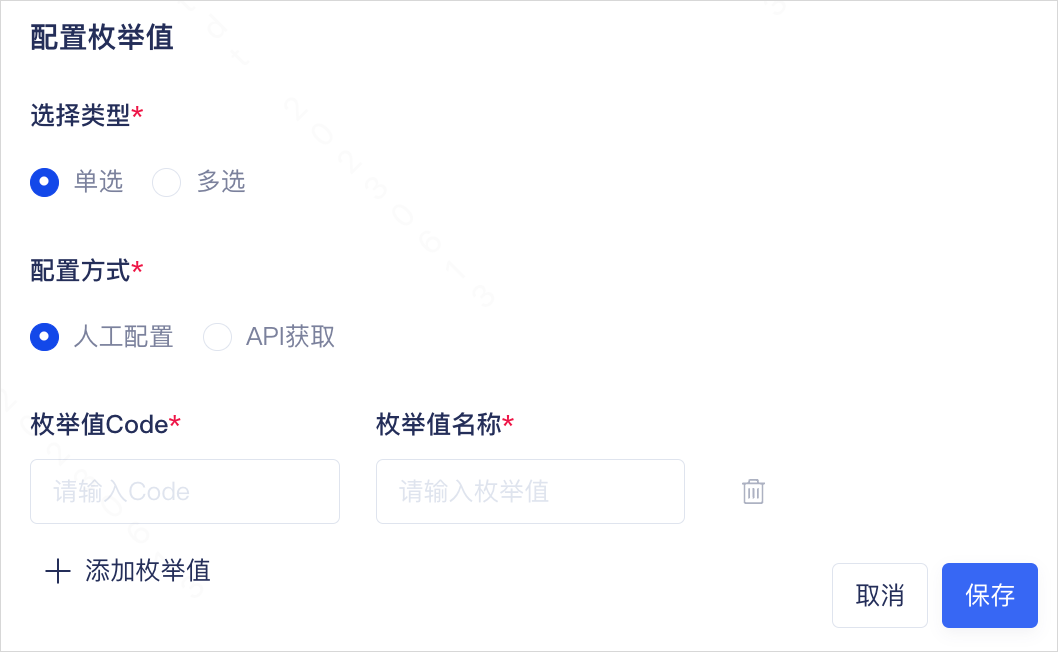 配置枚举值
选择类型*
单选 多选
配置方式*
人工配置 API获取
枚举值Code* 枚举值名称*
请输入Code 请输入枚举值
添加枚举值
取消 保存